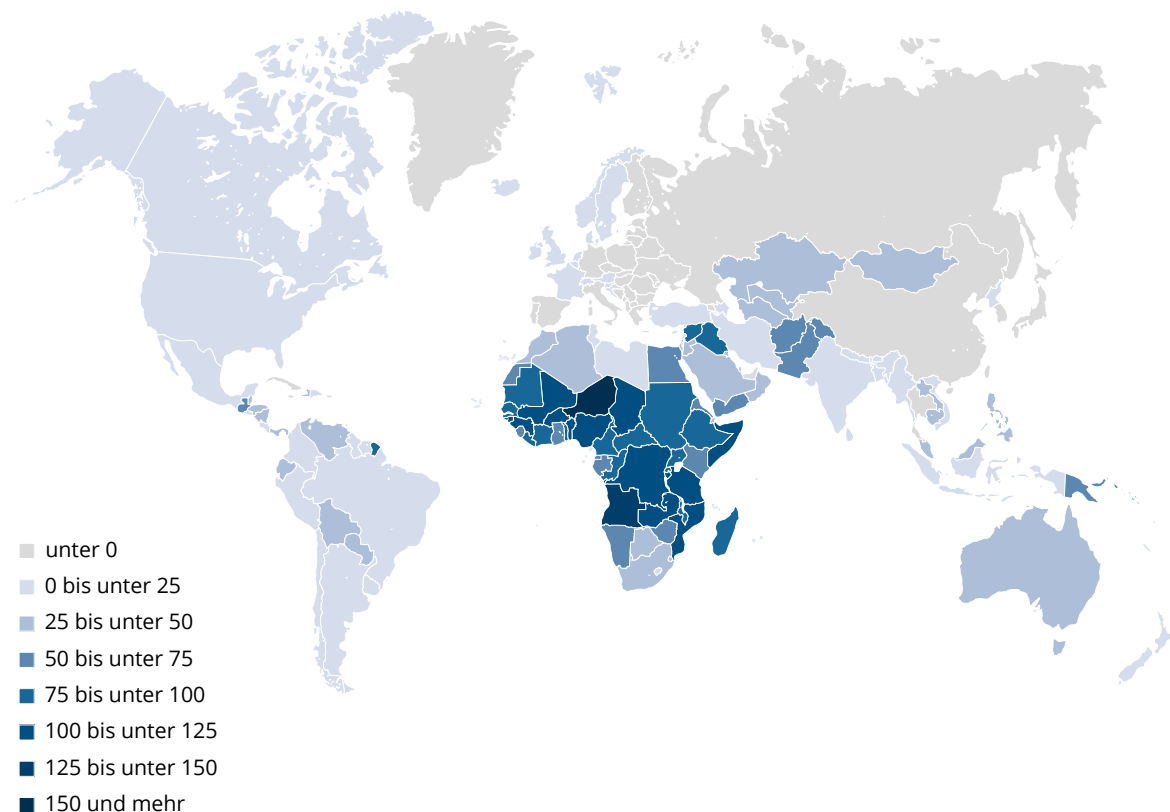 unter 0
0 bis unter 25
25 bis unter 50
50 bis unter 75
75 bis unter 100
100 bis unter 125
125 bis unter 150
150 und mehr